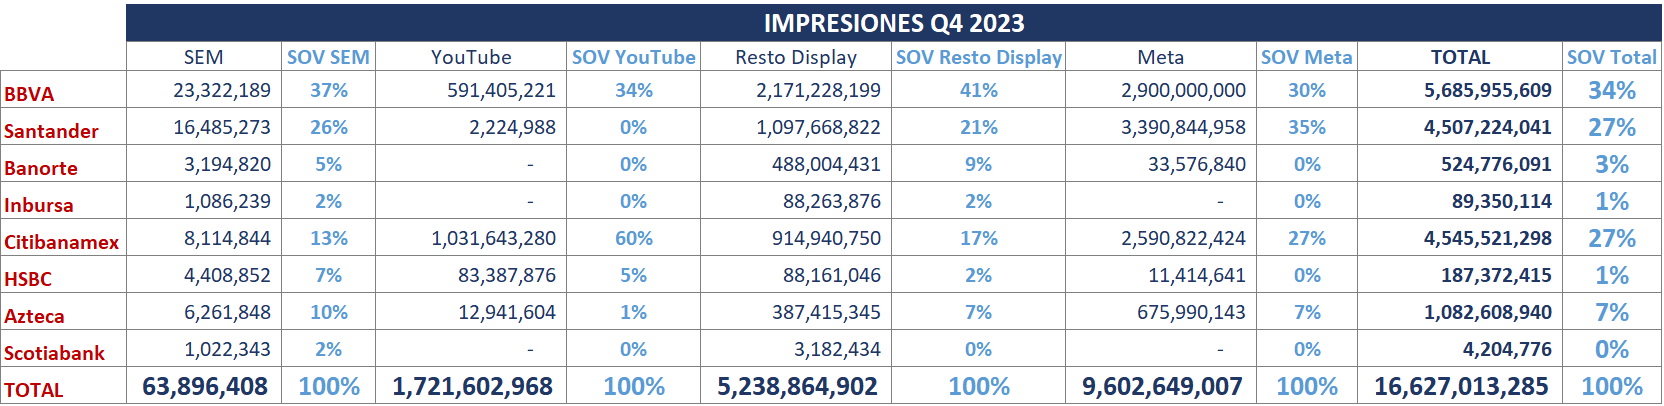 IMPRESIONES Q4 2023
SEM SOV SEM YouTube SOV YouTube Resto Display SOV Resto Display Meta SOV Meta TOTAL SOV Total
BBVA 23,322,189 37% 591,405,221 34% 2,171,228,199 41% 2,900,000,000 30% 5,685,955,609 34%
Santander 16,485,273 26% 2,224,988 0% 1,097,668,822 21% 3,390,844,958 35% 4,507,224,041 27%
Banorte 3,194,820 5% - 0% 488,004,431 9% 33,576,840 0% 524,776,091 3%
Inbursa 1,086,239 2% - 0% 88,263,876 2% - 0% 89,350,114 1%
Citibanamex 8,114,844 13% 1,031,643,280 60% 914,940,750 17% 2,590,822,424 27% 4,545,521,298 27%
HSBC 4,408,852 7% 83,387,876 5% 88,161,046 2% 11,414,641 0% 187,372,415 1%
Azteca 6,261,848 10% 12,941,604 1% 387,415,345 7% 675,990,143 7% 1,082,608,940 7%
Scotiabank 1,022,343 2% - 0% 3,182,434 0% - 0% 4,204,776 0%
TOTAL 63,896,408 100% 1,721,602,968 100% 5,238,864,902 100% 9,602,649,007 100% 16,627,013,285 100%